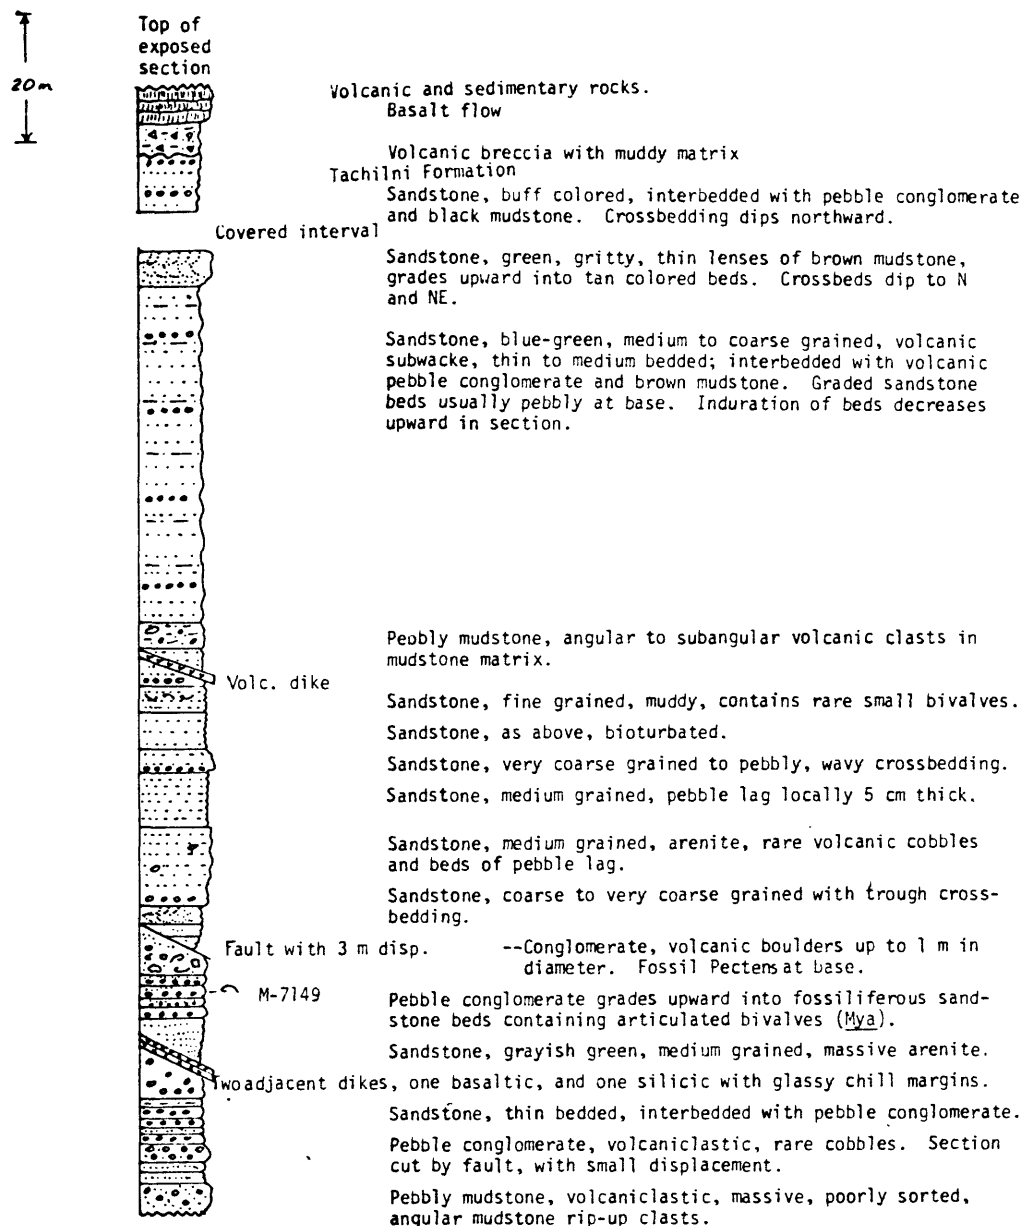 Top of
exposed
section
20m
Volcanic and sedimentary rocks.
Basalt flow
Volcanic breccia with muddy matrix
Tachilni Formation
Sandstone, buff colored, interbedded with pebble conglomerate
and black mudstone. Crossbedding dips northward.
Covered interval
Sandstone, green, gritty, thin lenses of brown mudstone,
grades upward into tan colored beds. Crossbeds dip to N
and NE.
Sandstone, blue-green, medium to coarse grained, volcanic
subwacke, thin to medium bedded; interbedded with volcanic
pebble conglomerate and brown mudstone. Graded sandstone
beds usually pebbly at base. Induration of beds decreases
upward in section.
Pebbly mudstone, angular to subangular volcanic clasts in
mudstone matrix.
Volc. dike
Sandstone, fine grained, muddy, contains rare small bivalves.
Sandstone, as above, bioturbated.
Sandstone, very coarse grained to pebbly, wavy crossbedding.
Sandstone, medium grained, pebble lag locally 5 cm thick.
Sandstone, medium grained, arenite, rare volcanic cobbles
and beds of pebble lag.
Sandstone, coarse to very coarse grained with trough cross-
bedding.
Fault with 3 m disp. --Conglomerate, volcanic boulders up to 1 m in
diameter. Fossil Pectens at base.
M-7149
Pebble conglomerate grades upward into fossiliferous sand-
stone beds containing articulated bivalves (Mya).
Sandstone, grayish green, medium grained, massive arenite.
Two adjacent dikes, one basaltic, and one silicic with glassy chill margins.
Sandstone, thin bedded, interbedded with pebble conglomerate.
Pebble conglomerate, volcaniclastic, rare cobbles. Section
cut by fault, with small displacement.
Pebbly mudstone, volcaniclastic, massive, poorly sorted,
angular mudstone rip-up clasts.